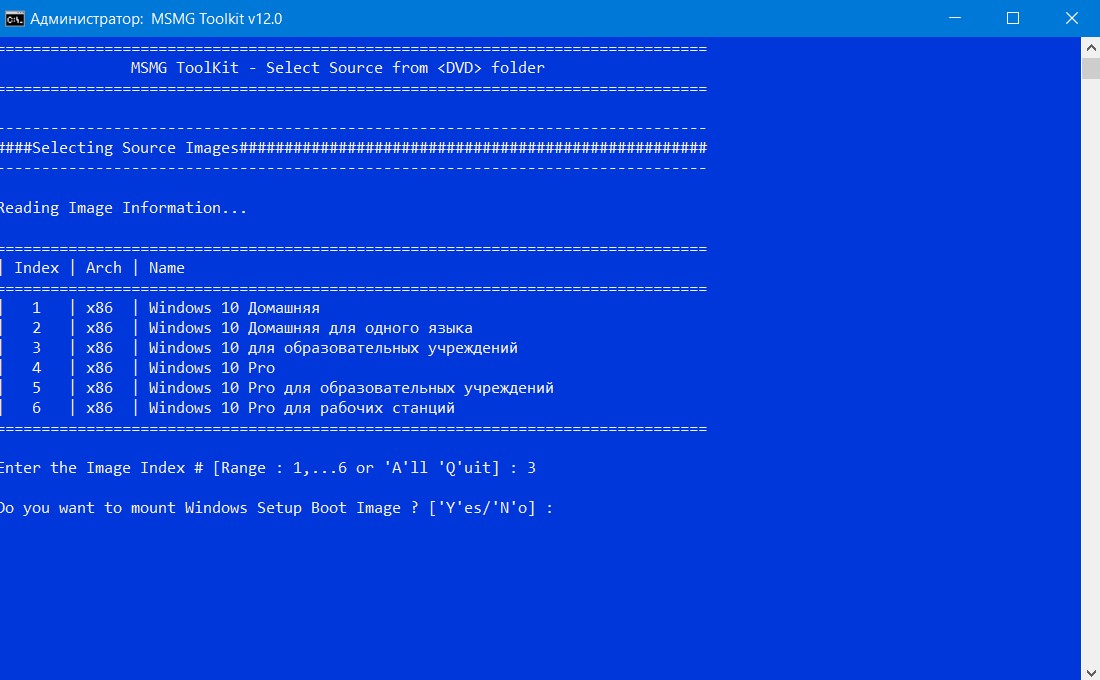 Администратор: MSMG Toolkit v12.0
===============================================================================
MSMG ToolKit - Select Source from <DVD> folder
===============================================================================
-------------------------------------------------------------------------------
####Selecting Source Images####################################################
-------------------------------------------------------------------------------
Reading Image Information...
===============================================================================
| Index | Arch | Name
===============================================================================
| 1 | x86 | Windows 10 Домашняя
| 2 | x86 | Windows 10 Домашняя для одного языка
| 3 | x86 | Windows 10 для образовательных учреждений
| 4 | x86 | Windows 10 Pro
| 5 | x86 | Windows 10 Pro для образовательных учреждений
| 6 | x86 | Windows 10 Pro для рабочих станций
===============================================================================
Enter the Image Index # [Range : 1,...6 or 'A'll 'Q'uit] : 3
Do you want to mount Windows Setup Boot Image ? ['Y'es/'N'o] :